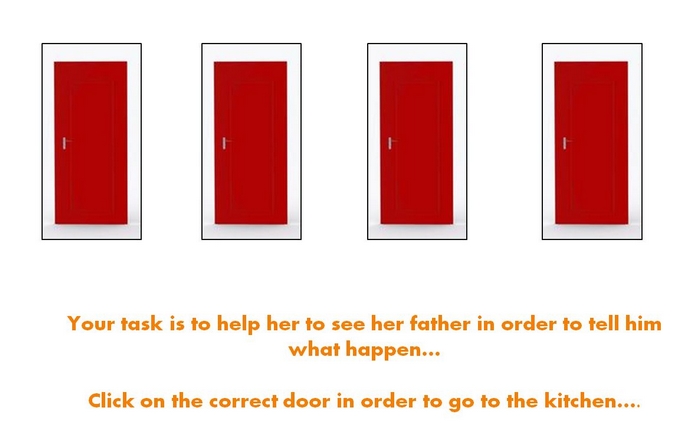 Your task is to help her to see her father in order to tell him
what happen...
Click on the correct door in order to go to the kitchen....